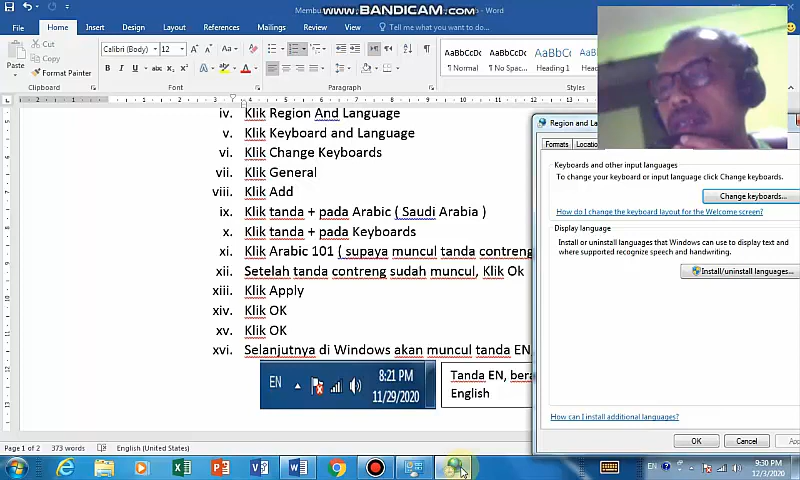 Membu
www.BANDICAM.com
Word
File Home Insert Design Layout References Mailings Review View Tell me what you want to do
Paste
Cut
Copy
Format Painter
Clipboard
Calibri (Body) 12
Font
Paragraph
AaBbCcDc AaBbCcDc AaBbC
¶ Normal ¶ No Spac... Heading 1
Styles
iv. Klik Region And Language
v. Klik Keyboard and Language
vi. Klik Change Keyboards
vii. Klik General
viii. Klik Add
ix. Klik tanda + pada Arabic ( Saudi Arabia )
x. Klik tanda + pada Keyboards
xi. Klik Arabic 101 ( supaya muncul tanda contreng
xii. Setelah tanda contreng sudah muncul, Klik Ok
xiii. Klik Apply
xiv. Klik OK
xv. Klik OK
xvi. Selanjutnya di Windows akan muncul tanda EN
EN 8:21 PM
11/29/2020
Tanda EN, bera
English
Region and La
Formats Locatio
Keyboards and other input languages
To change your keyboard or input language click Change keyboards.
Change keyboards...
How do I change the keyboard layout for the Welcome screen?
Display language
Install or uninstall languages that Windows can use to display text and
where supported recognize speech and handwriting.
Install/uninstall languages...
How can I install additional languages?
OK Cancel App
Page 1 of 2 373 words English (United Kingdom)
EN 9:30 PM
12/3/2020